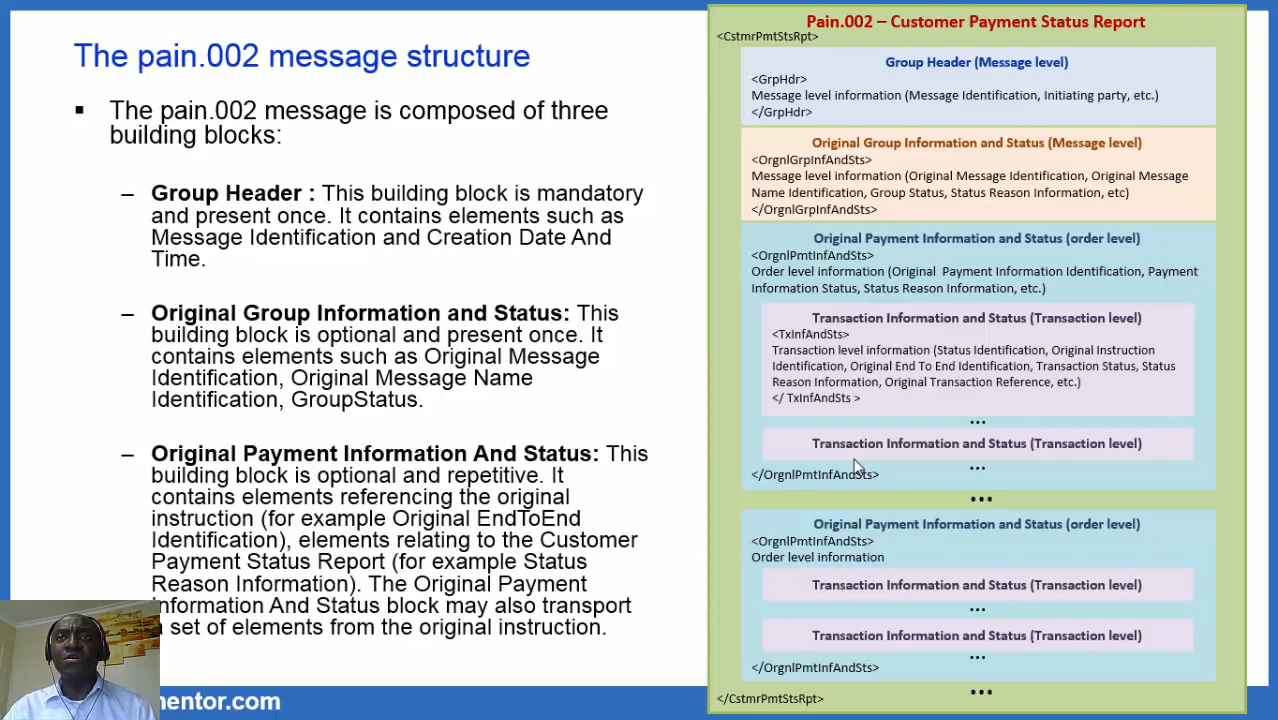 The pain.002 message structure
▪ The pain.002 message is composed of three
building blocks:
– Group Header : This building block is mandatory
and present once. It contains elements such as
Message Identification and Creation Date And
Time.
– Original Group Information and Status: This
building block is optional and present once. It
contains elements such as Original Message
Identification, Original Message Name
Identification, GroupStatus.
– Original Payment Information And Status: This
building block is optional and repetitive. It
contains elements referencing the original
instruction (for example Original EndToEnd
Identification), elements relating to the Customer
Payment Status Report (for example Status
Reason Information). The Original Payment
Information And Status block may also transport
set of elements from the original instruction.
mentor.com
Pain.002 – Customer Payment Status Report
<CstmrPmtStsRpt>
Group Header (Message level)
<GrpHdr>
Message level information (Message Identification, Initiating party, etc.)
</GrpHdr>
Original Group Information and Status (Message level)
<OrgnlGrpInfAndSts>
Message level information (Original Message Identification, Original Message
Name Identification, Group Status, Status Reason Information, etc)
</OrgnlGrpInfAndSts>
Original Payment Information and Status (order level)
<OrgnlPmtInfAndSts>
Order level information (Original Payment Information Identification, Payment
Information Status, Status Reason Information, etc.)
Transaction Information and Status (Transaction level)
<TxInfAndSts>
Transaction level information (Status Identification, Original Instruction
Identification, Original End To End Identification, Transaction Status, Status
Reason Information, Original Transaction Reference, etc.)
</ TxInfAndSts >
...
Transaction Information and Status (Transaction level)
...
</OrgnlPmtInfAndSts>
...
Original Payment Information and Status (order level)
<OrgnlPmtInfAndSts>
Order level information
Transaction Information and Status (Transaction level)
...
Transaction Information and Status (Transaction level)
...
</OrgnlPmtInfAndSts>
...
</CstmrPmtStsRpt>